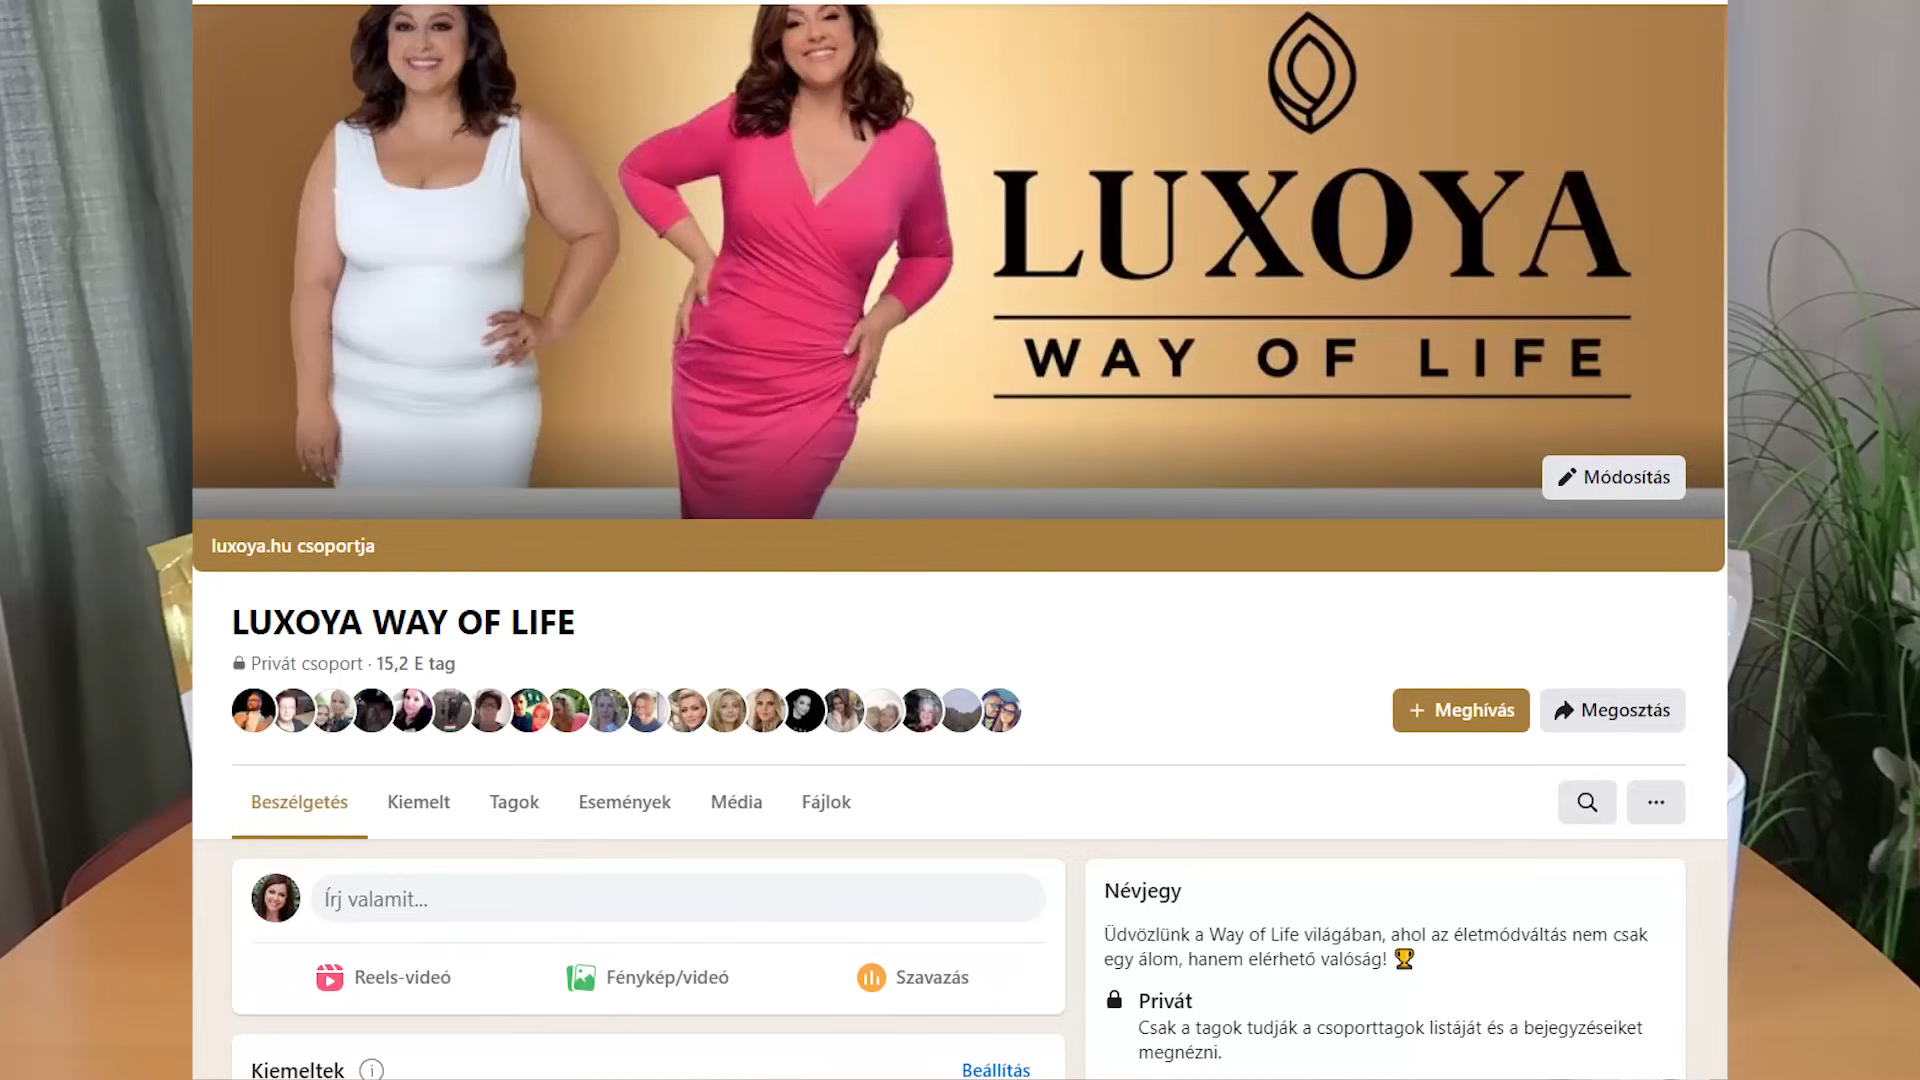 LUXOYA
WAY OF LIFE
Módosítás
luxoya.hu csoportja
LUXOYA WAY OF LIFE
Privát csoport · 15,2 E tag
+ Meghívás
Megosztás
Beszélgetés Kiemelt Tagok Események Média Fájlok
Írj valamit...
Reels-videó Fénykép/videó Szavazás
Kiemeltek Beállítás
Névjegy
Üdvözlünk a Way of Life világában, ahol az életmódváltás nem csak
egy álom, hanem elérhető valóság! 🏆
Privát
Csak a tagok tudják a csoporttagok listáját és a bejegyzéseiket
megnézni.